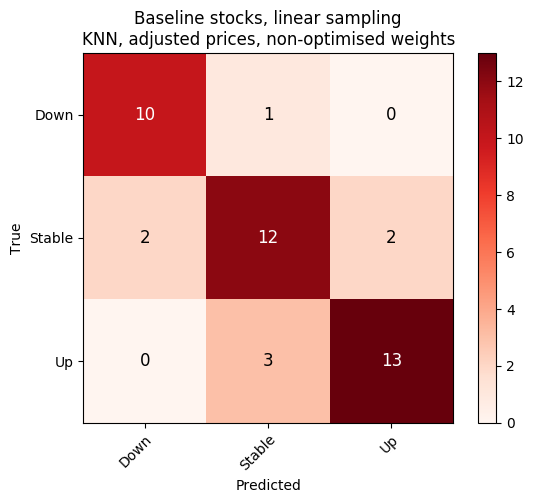 Baseline stocks, linear sampling
KNN, adjusted prices, non-optimised weights
Down 10 1 0
Stable 2 12 2
Up 0 3 13
Down Stable Up
Predicted
True
12
10
8
6
4
2
0